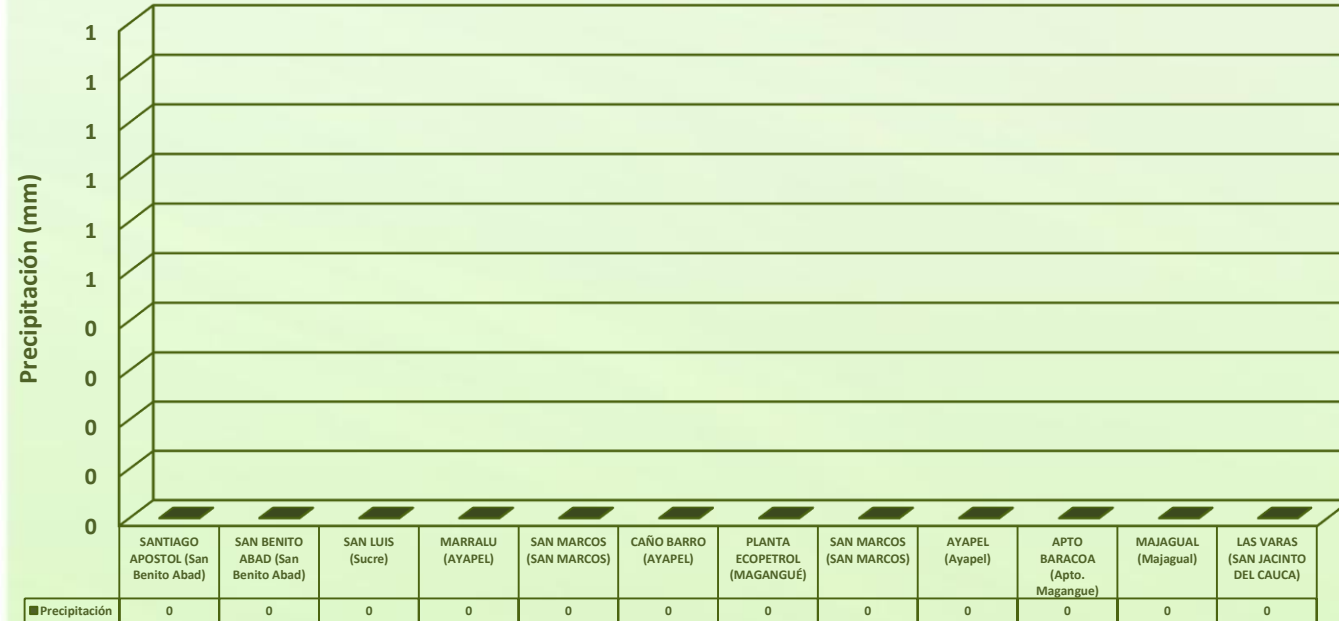 Precipitación (mm)
1
1
1
1
1
1
0
0
0
0
0
SANTIAGO
APOSTOL (San
Benito Abad)
SAN BENITO
ABAD (San
Benito Abad)
SAN LUIS
(Sucre)
MARRALU
(AYAPEL)
SAN MARCOS
(SAN MARCOS)
CAÑO BARRO
(AYAPEL)
PLANTA
ECOPETROL
(MAGANGUÉ)
SAN MARCOS
(SAN MARCOS)
AYAPEL
(Ayapel)
APTO
BARACOA
(Apto.
Magangue)
MAJAGUAL
(Majagual)
LAS VARAS
(SAN JACINTO
DEL CAUCA)
Precipitación 0 0 0 0 0 0 0 0 0 0 0 0